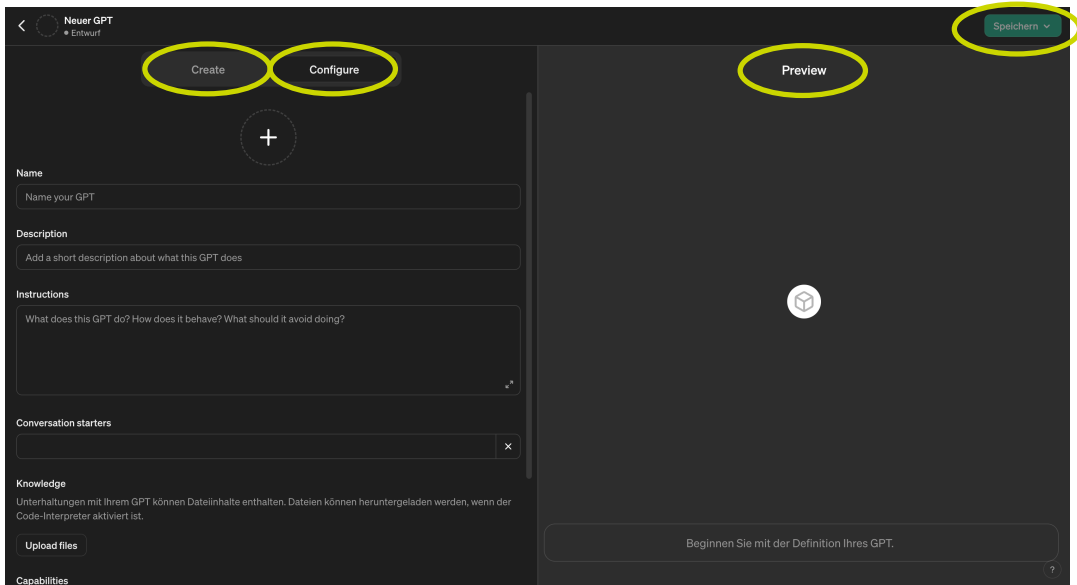 Neuer GPT
Entwurf
Speichern
Create
Configure
Preview
Name
Name your GPT
Description
Add a short description about what this GPT does
Instructions
What does this GPT do? How does it behave? What should it avoid doing?
Conversation starters
Knowledge
Unterhaltungen mit Ihrem GPT können Dateiinhalte enthalten. Dateien können heruntergeladen werden, wenn der
Code-Interpreter aktiviert ist.
Upload files
Capabilities
Beginnen Sie mit der Definition Ihres GPT.
?